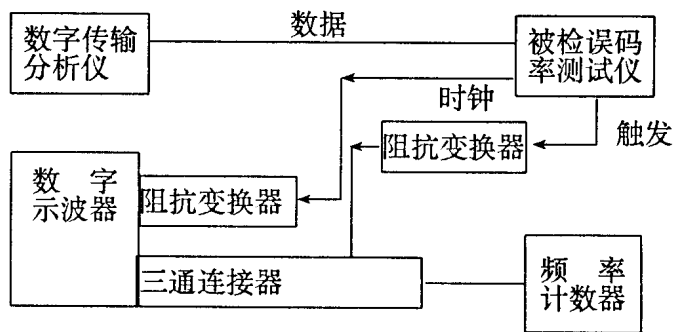 数字传输
分析仪
数据
被检误码
率测试仪
时钟
触发
阻抗变换器
数 字
示波器
阻抗变换器
三通连接器
频 率
计数器